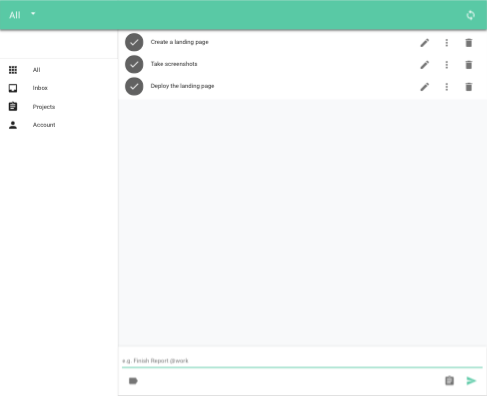 All
All
Inbox
Projects
Account
Create a landing page
Take screenshots
Deploy the landing page
e.g. Finish Report @work